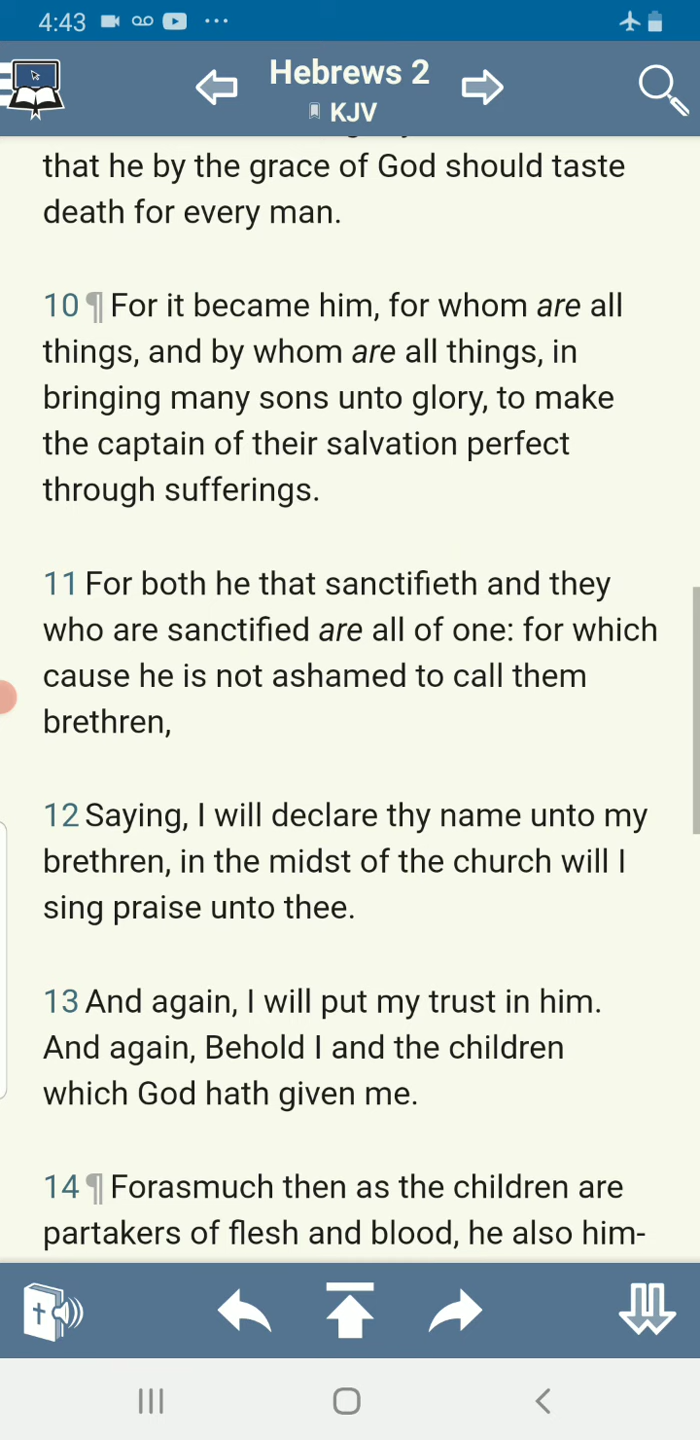 4:43
Hebrews 2
KJV
that he by the grace of God should taste
death for every man.
10 ¶ For it became him, for whom are all
things, and by whom are all things, in
bringing many sons unto glory, to make
the captain of their salvation perfect
through sufferings.
11 For both he that sanctifieth and they
who are sanctified are all of one: for which
cause he is not ashamed to call them
brethren,
12 Saying, I will declare thy name unto my
brethren, in the midst of the church will I
sing praise unto thee.
13 And again, I will put my trust in him.
And again, Behold I and the children
which God hath given me.
14 ¶ Forasmuch then as the children are
partakers of flesh and blood, he also him-